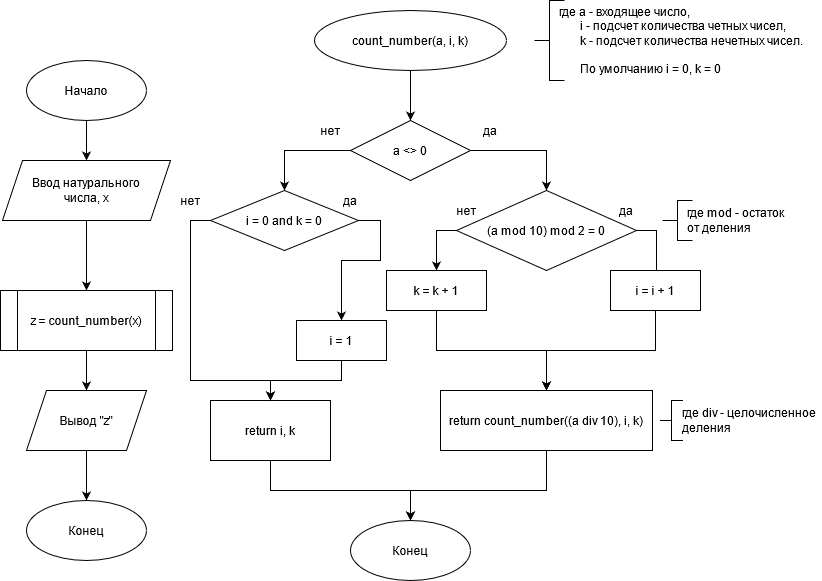 Начало
Ввод натурального
числа, x
z = count_number(x)
Вывод "z"
Конец
count_number(a, i, k)
где a - входящее число,
i - подсчет количества четных чисел,
k - подсчет количества нечетных чисел.
По умолчанию i = 0, k = 0
нет
да
a <> 0
нет
да
i = 0 and k = 0
нет
да
(a mod 10) mod 2 = 0
где mod - остаток
от деления
k = k + 1
i = i + 1
i = 1
return i, k
return count_number((a div 10), i, k)
где div - целочисленное
деления
Конец